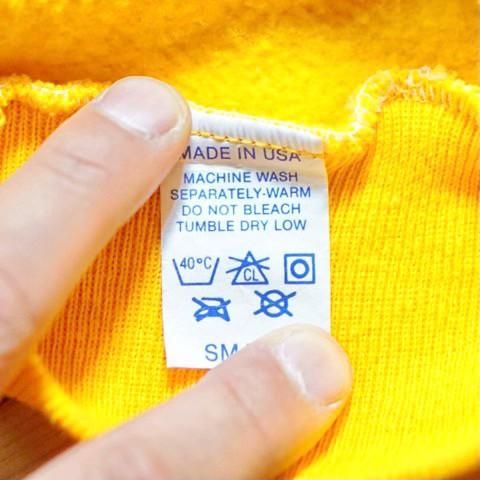 MADE IN USA
MACHINE WASH
SEPARATELY-WARM
DO NOT BLEACH
TUMBLE DRY LOW
40°C CL